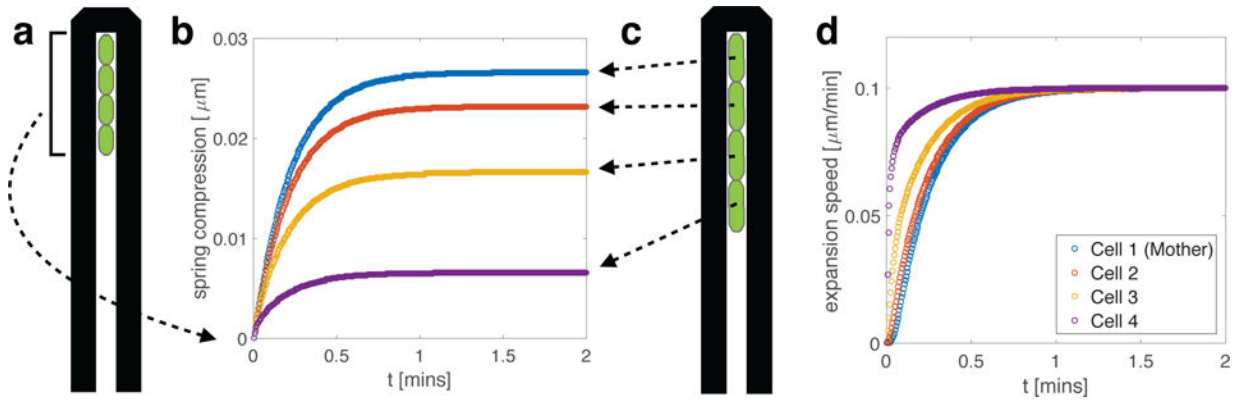 a
b
c
d
spring compression [ μm]
0.03
0.02
0.01
0
0
0.5
1
1.5
2
t [mins]
expansion speed [μm/min]
0.1
0.05
0
0
0.5
1
1.5
2
t [mins]
Cell 1 (Mother)
Cell 2
Cell 3
Cell 4